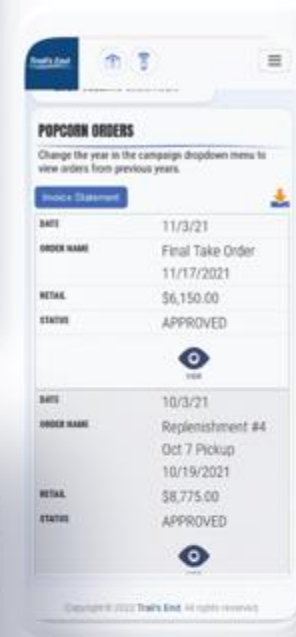 Trail's End
POPCORN ORDERS
Change the year in the campaign dropdown menu to
view orders from previous years.
Invoice Statement
DATE 11/3/21
ORDER NAME Final Take Order
11/17/2021
RETAIL $6,150.00
STATUS APPROVED
VIEW
DATE 10/3/21
ORDER NAME Replenishment #4
Oct 7 Pickup
10/19/2021
RETAIL $8,775.00
STATUS APPROVED
Copyright © 2022 Trail's End. All rights reserved.